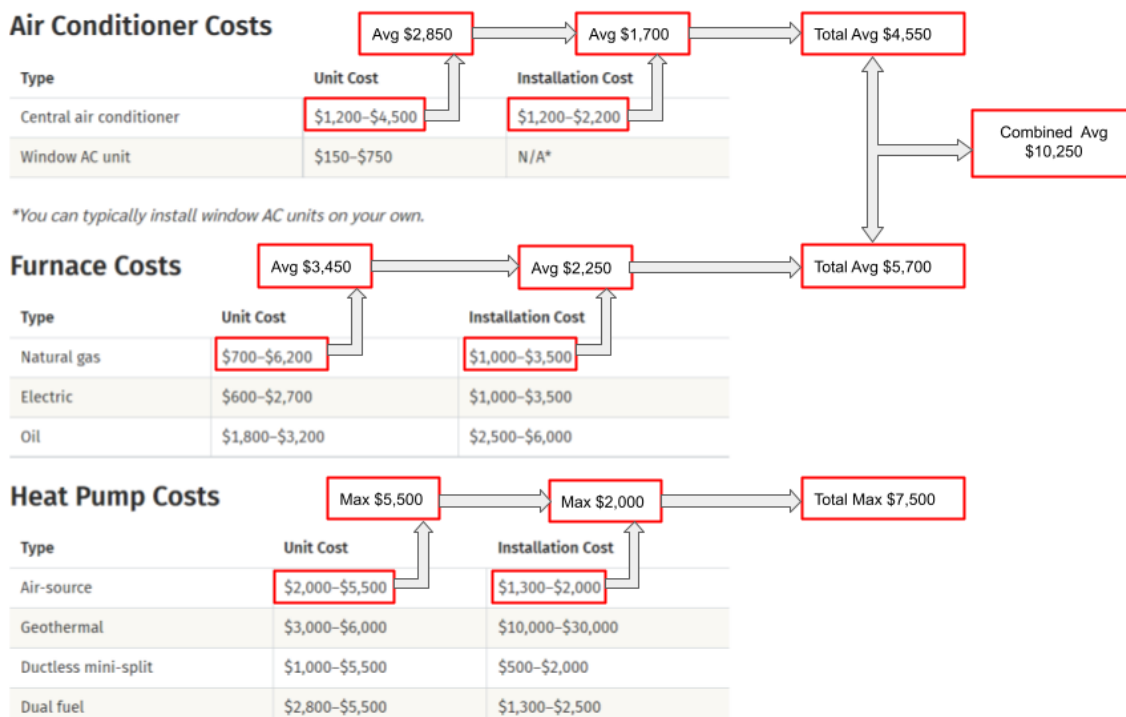 Air Conditioner Costs
Avg $2,850
Avg $1,700
Total Avg $4,550
Type Unit Cost Installation Cost
Central air conditioner $1,200–$4,500 $1,200–$2,200
Window AC unit $150–$750 N/A*
Combined Avg
$10,250
*You can typically install window AC units on your own.
Furnace Costs
Avg $3,450
Avg $2,250
Total Avg $5,700
Type Unit Cost Installation Cost
Natural gas $700–$6,200 $1,000–$3,500
Electric $600–$2,700 $1,000–$3,500
Oil $1,800–$3,200 $2,500–$6,000
Heat Pump Costs
Max $5,500
Max $2,000
Total Max $7,500
Type Unit Cost Installation Cost
Air-source $2,000–$5,500 $1,300–$2,000
Geothermal $3,000–$6,000 $10,000–$30,000
Ductless mini-split $1,000–$5,500 $500–$2,000
Dual fuel $2,800–$5,500 $1,300–$2,500